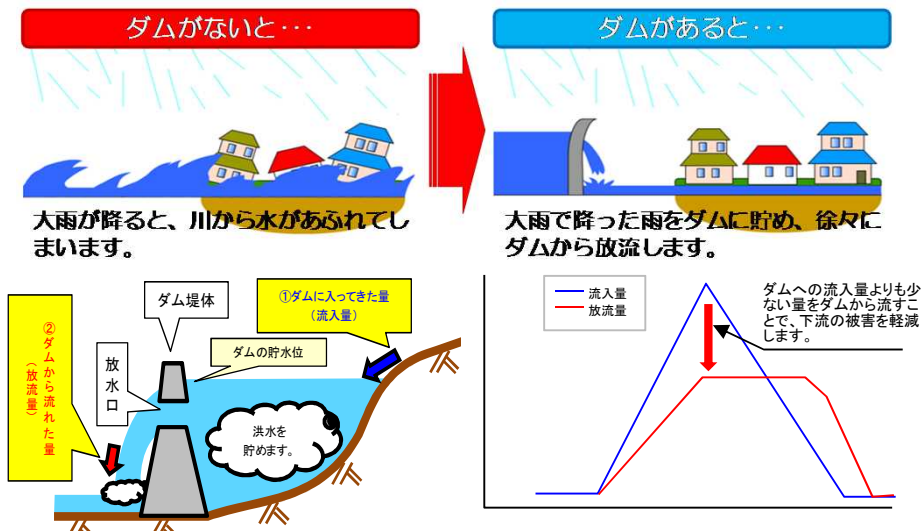 ダムがないと・・・
ダムがあると・・・
大雨が降ると、川から水があふれてし
まいます。
大雨で降った雨をダムに貯め、徐々に
ダムから放流します。
②ダムから流れた量
（放流量）
放水口
ダム堤体
ダムの貯水位
①ダムに入ってきた量
（流入量）
洪水を
貯めます。
流入量
放流量
ダムへの流入量よりも少
ない量をダムから流すこ
とで、下流の被害を軽減
します。